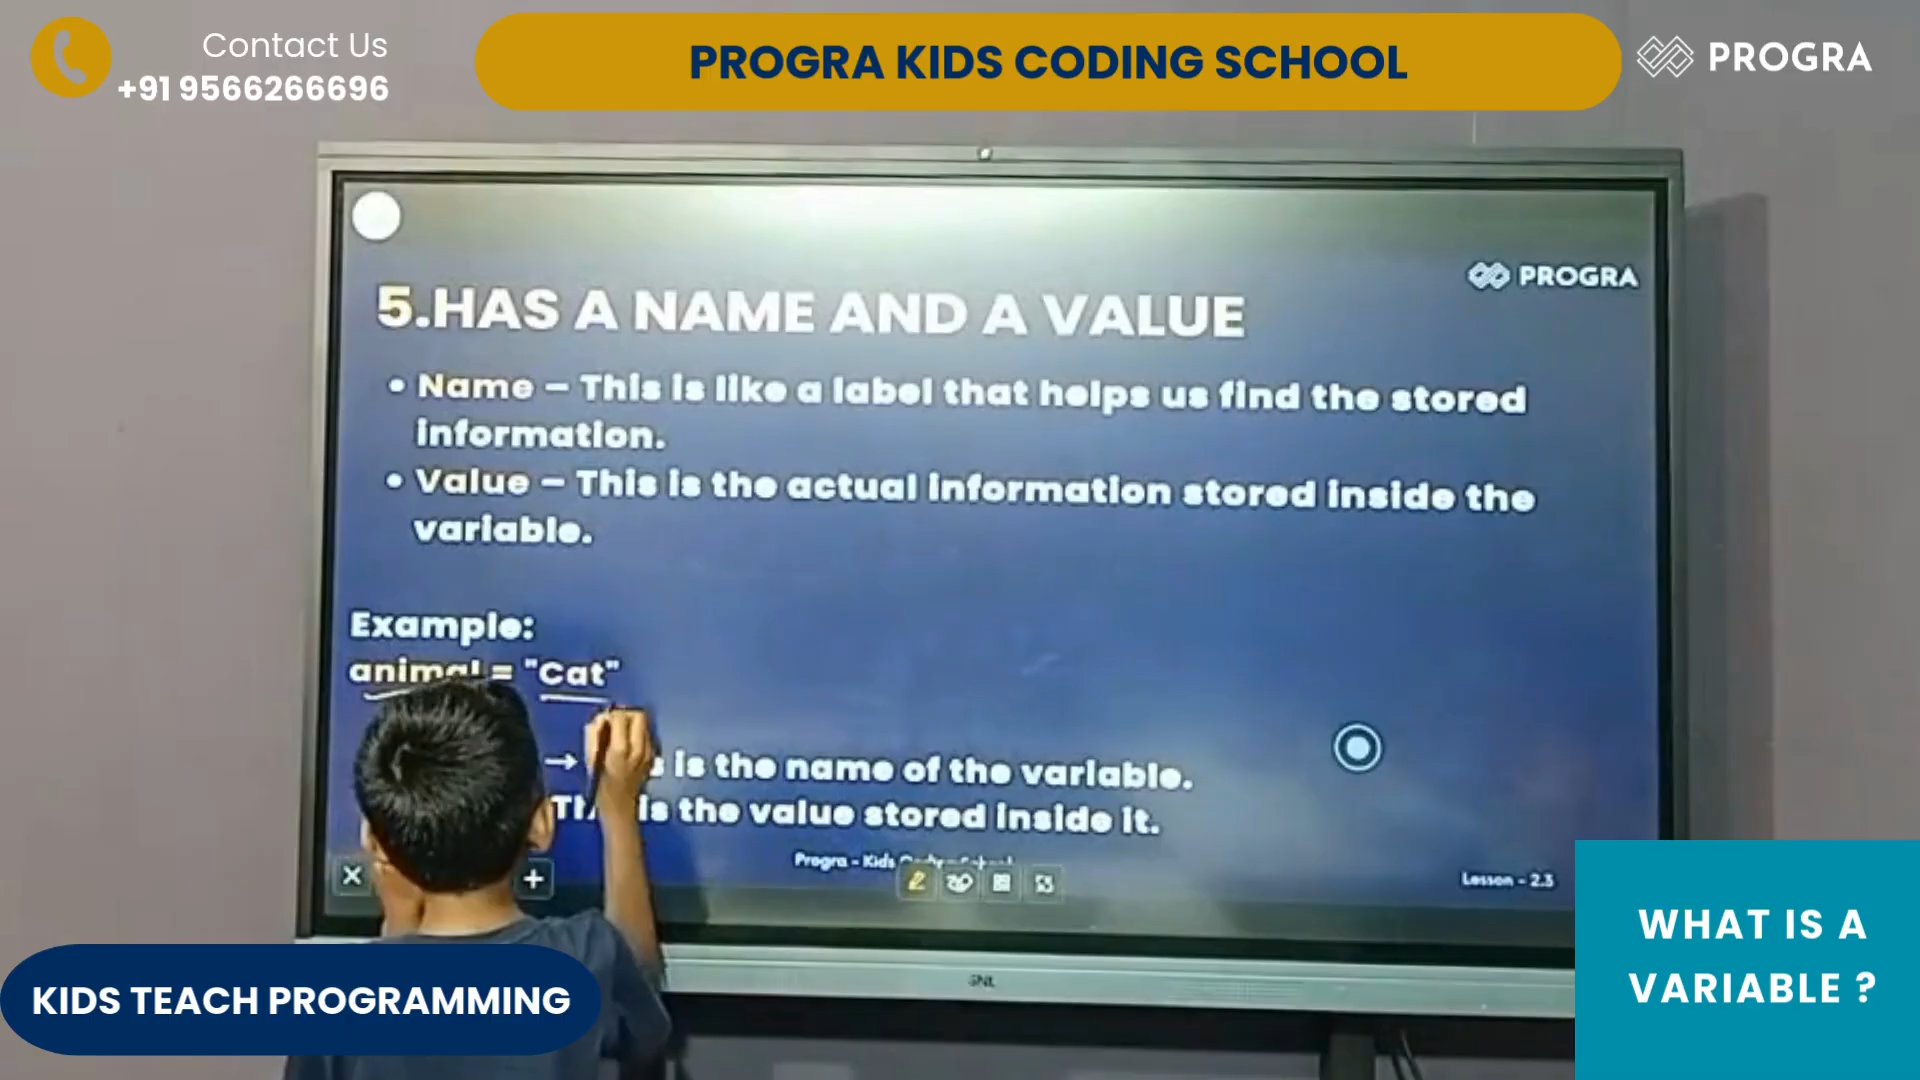 Contact Us
+91 9566266696
PROGRA KIDS CODING SCHOOL
PROGRA
PROGRA
5.HAS A NAME AND A VALUE
• Name – This is like a label that helps us find the stored
information.
• Value – This is the actual information stored inside the
variable.
Example:
animal = "Cat"
→ is the name of the variable.
is the value stored inside it.
Progra - Kids
Lesson - 2.3
KIDS TEACH PROGRAMMING
WHAT IS A
VARIABLE ?